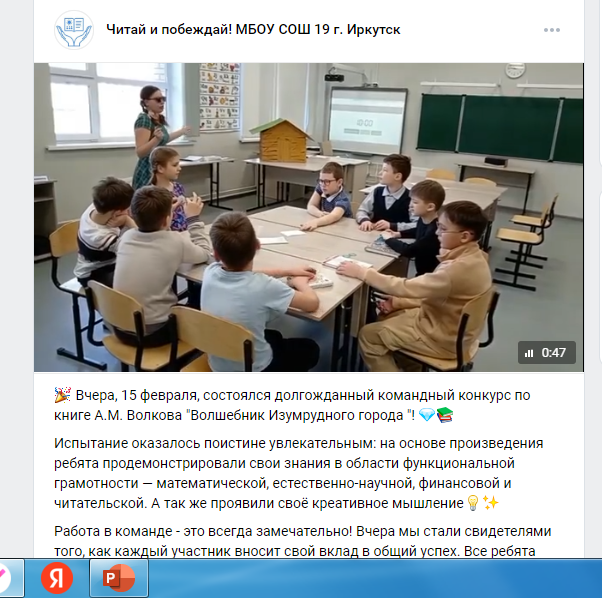 Читай и побеждай! МБОУ СОШ 19 г. Иркутск
0:47
🎉 Вчера, 15 февраля, состоялся долгожданный командный конкурс по
книге А.М. Волкова "Волшебник Изумрудного города "! 💎📚
Испытание оказалось поистине увлекательным: на основе произведения
ребята продемонстрировали свои знания в области функциональной
грамотности — математической, естественно-научной, финансовой и
читательской. А так же проявили своё креативное мышление💡✨
Работа в команде - это всегда замечательно! Вчера мы стали свидетелями
того, как каждый участник вносит свой вклад в общий успех. Все ребята
Я
P